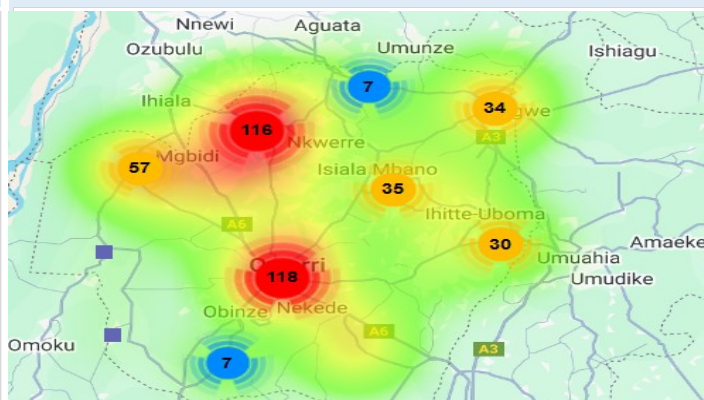 Nnewi
Aguata
Ozubulu
Umunze
Ishiagu
7
Ihiala
34
gwe
116
A3
Nkwerre
57
Mgbidi
Isiala Mbano
35
Ihitte-Uboma
A6
30
Umuahia
Amaeke
118
Umudike
Obinze
Nekede
A6
Omoku
A3
7